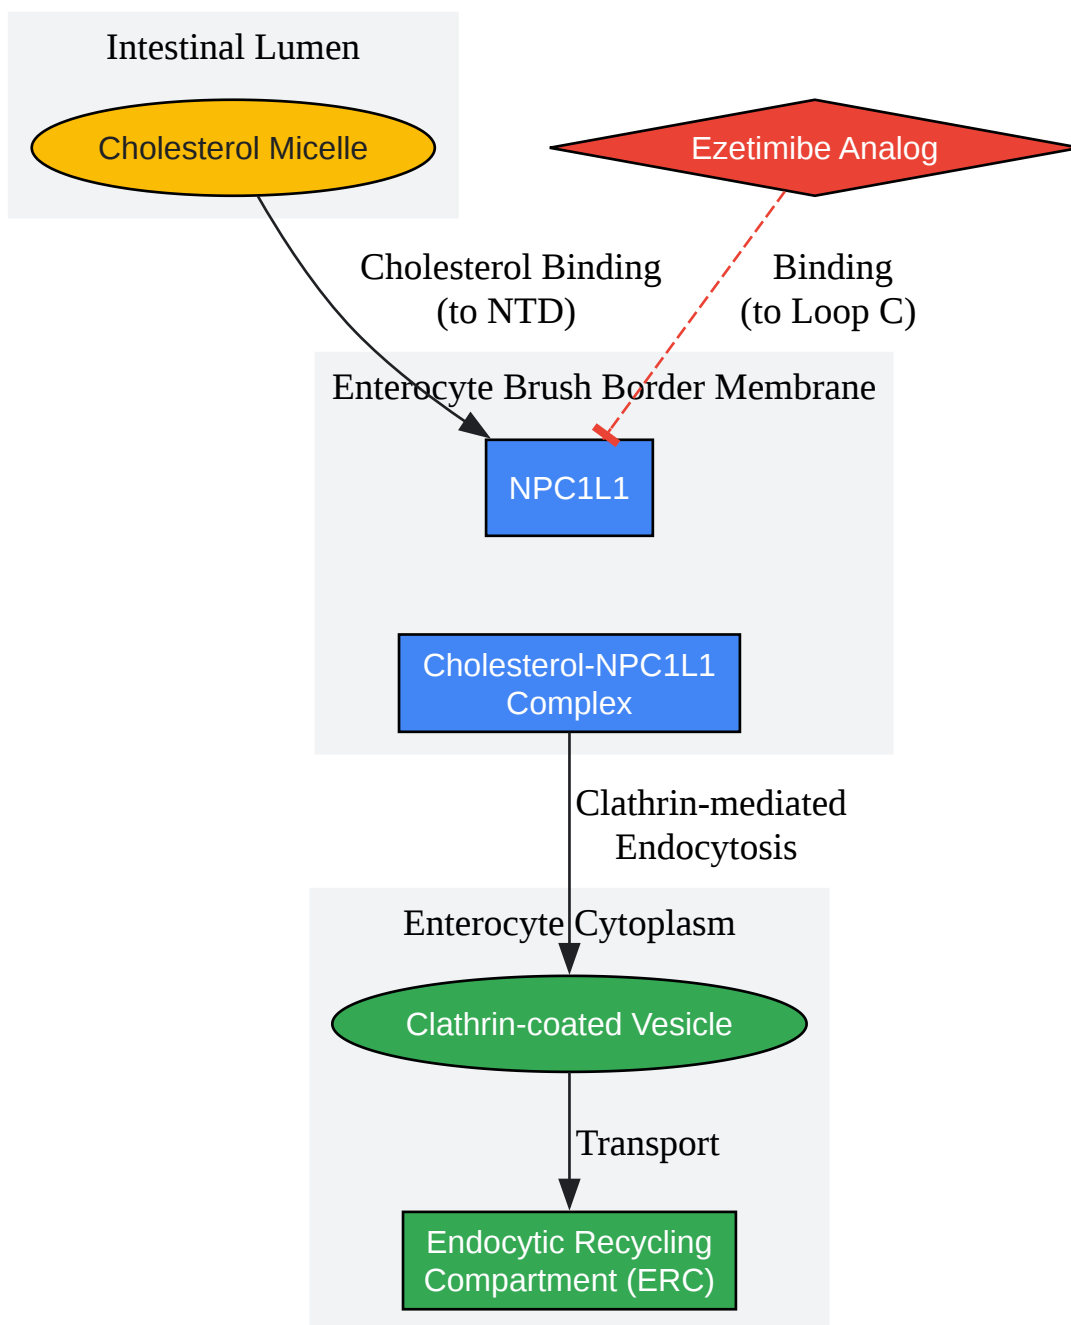 Intestinal Lumen
Cholesterol Micelle
Ezetimibe Analog
Cholesterol Binding
(to NTD)
Binding
(to Loop C)
Enterocyte Brush Border Membrane
NPC1L1
Cholesterol-NPC1L1
Complex
Clathrin-mediated
Endocytosis
Enterocyte Cytoplasm
Clathrin-coated Vesicle
Transport
Endocytic Recycling
Compartment (ERC)